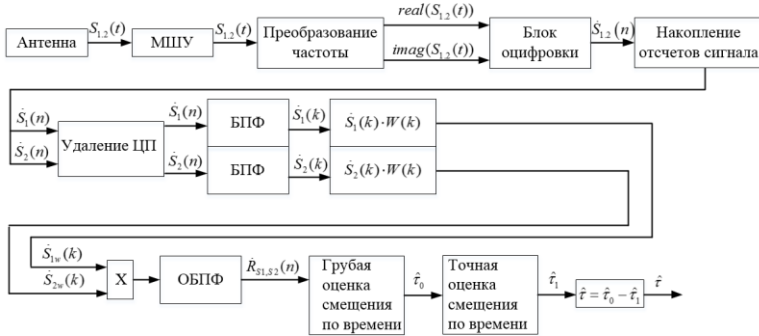 Антенна
S₁.₂(t)
МШУ
S₁.₂(t)
Преобразование
частоты
real(S₁.₂(t))
imag(S₁.₂(t))
Блок
оцифровки
Ṡ₁.₂(n)
Накопление
отсчетов сигнала
Ṡ₁(n)
Ṡ₂(n)
Удаление ЦП
Ṡ₁(n)
Ṡ₂(n)
БПФ
БПФ
Ṡ₁(k)
Ṡ₂(k)
Ṡ₁(k)·W(k)
Ṡ₂(k)·W(k)
Ṡ₁w(k)
Ṡ₂w(k)
X
ОБПФ
Ṙ_S1,S2(n)
Грубая
оценка
смещения
по времени
τ̂₀
Точная
оценка
смещения
по времени
τ̂₁
τ̂ = τ̂₀ − τ̂₁
τ̂